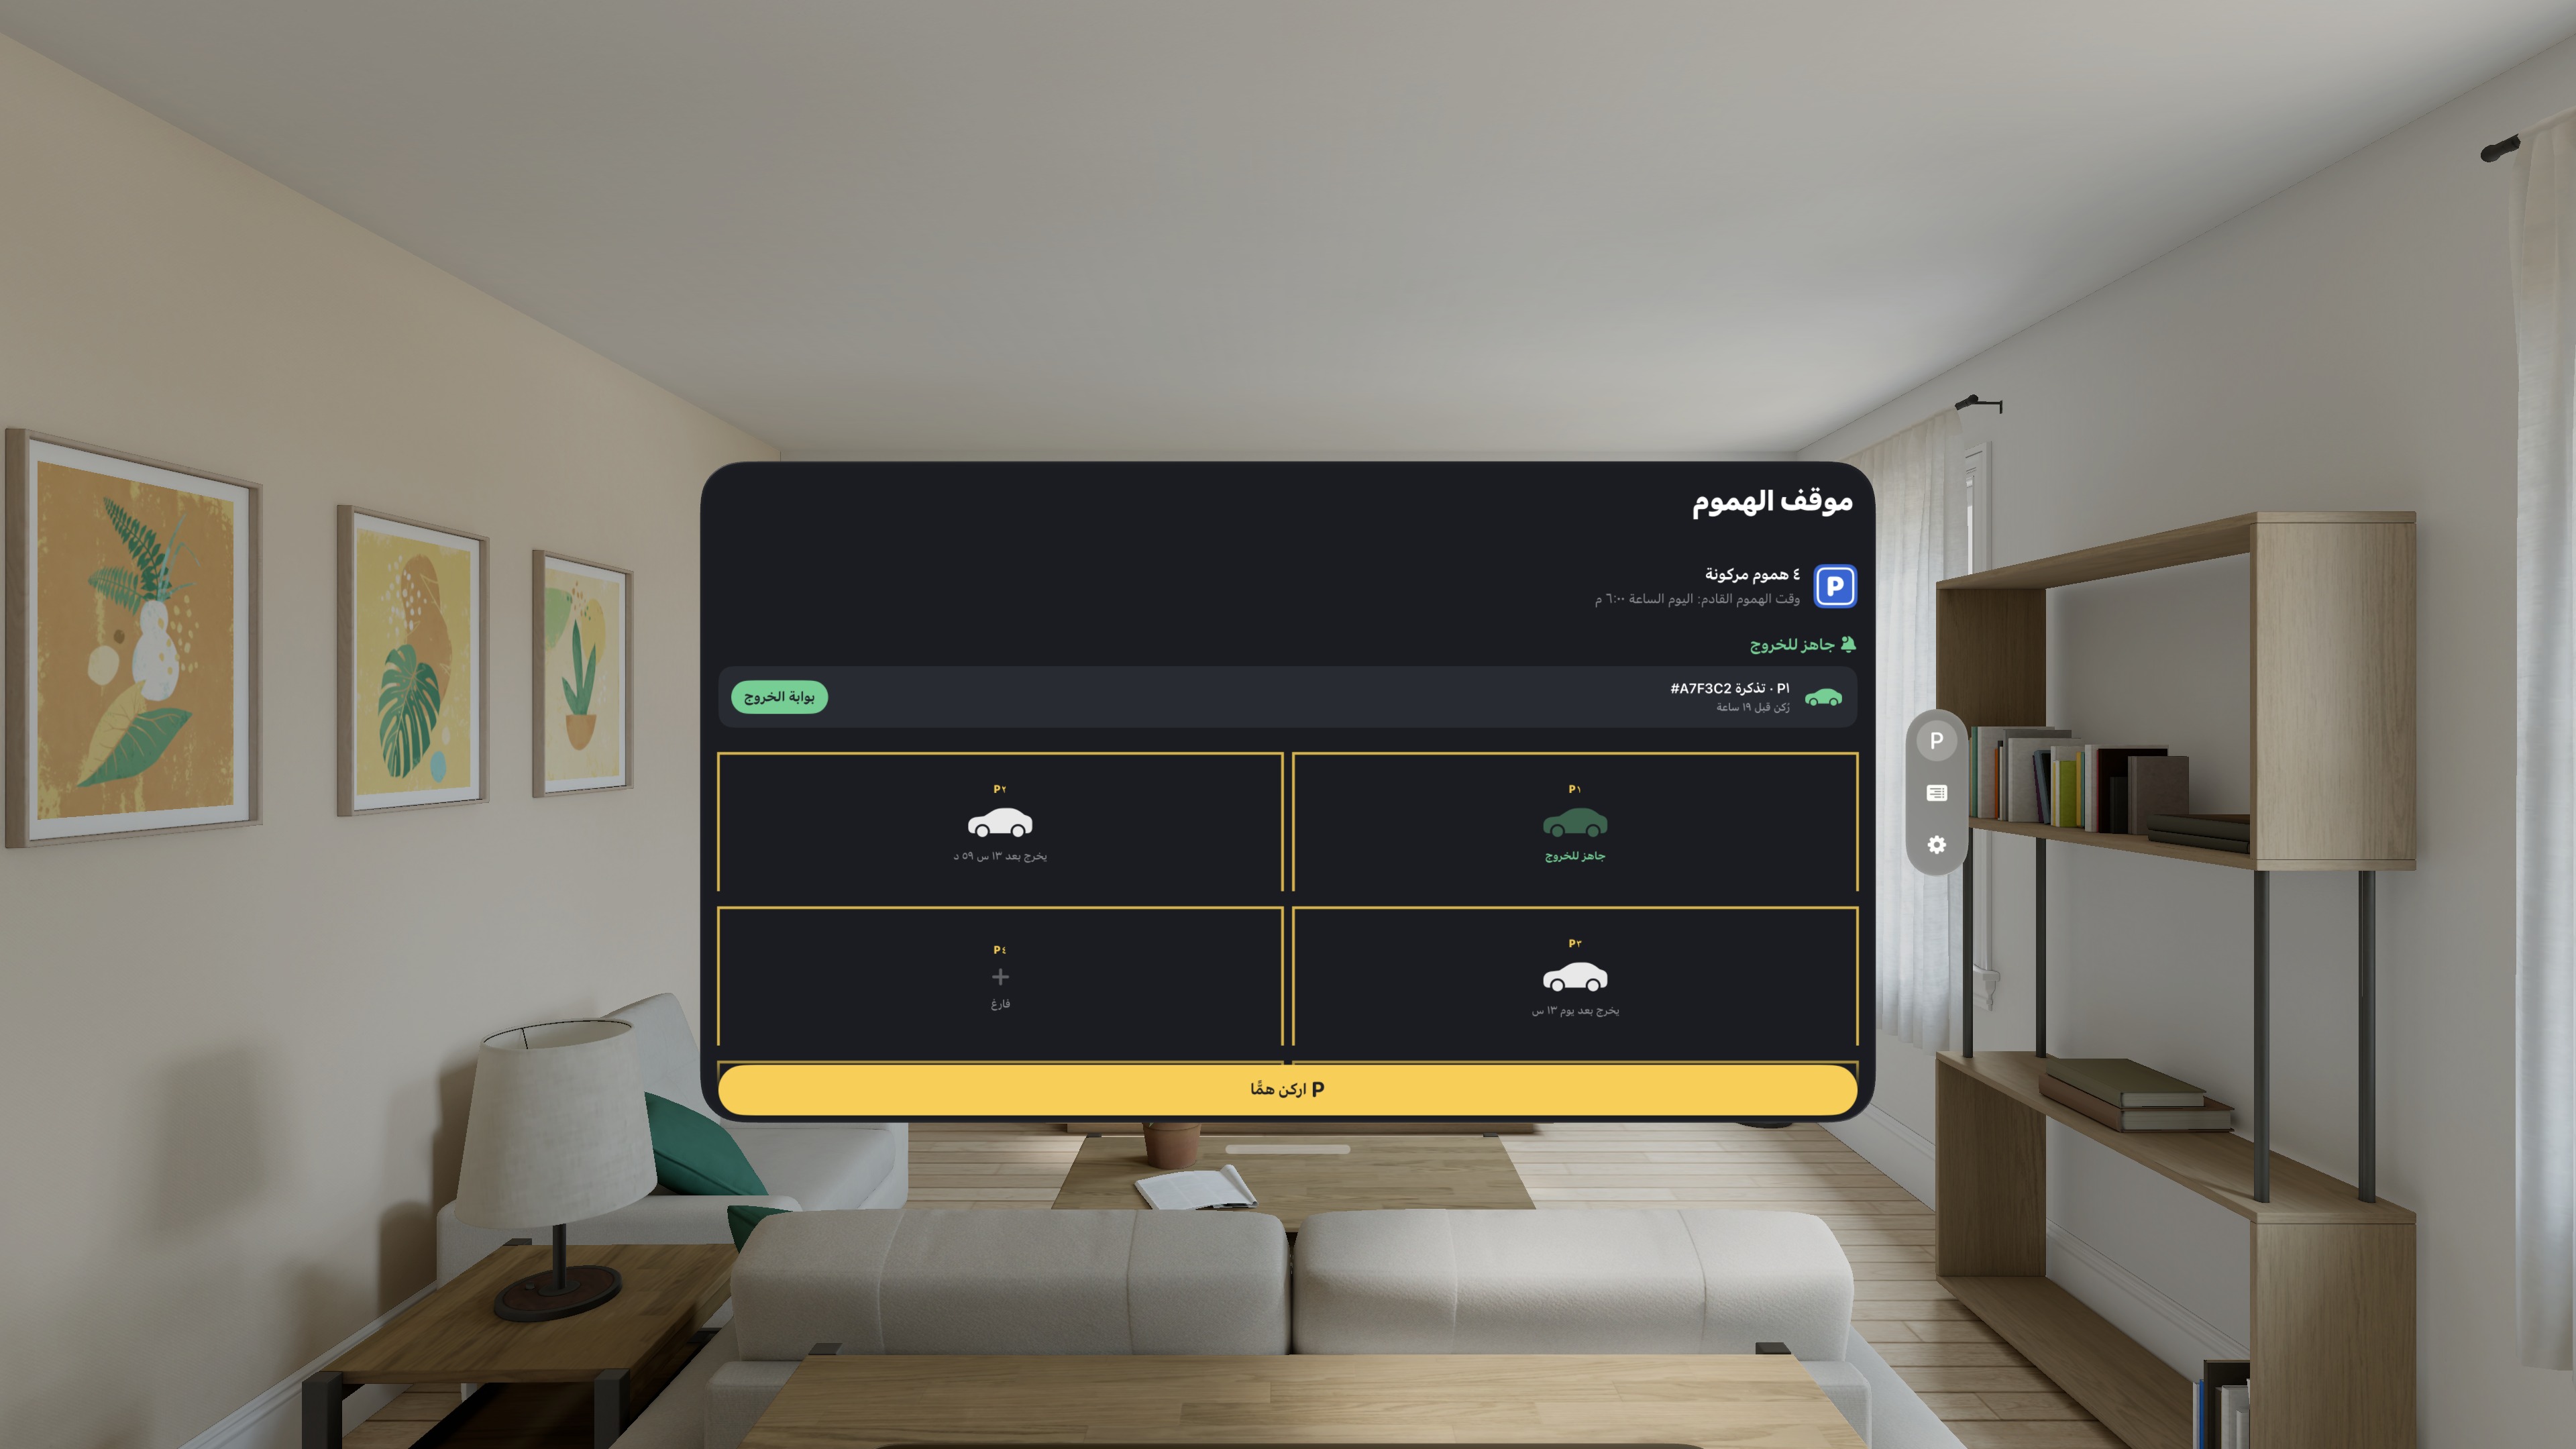 موقف الهموم
P
٤ هموم مركونة
وقت الهموم القادم: اليوم الساعة ٦:٠٠ م
جاهز للخروج
P١ · تذكرة A7F3C2#
رُكن قبل ١٩ ساعة
بوابة الخروج
P١
جاهز للخروج
P٢
يخرج بعد ١٣ س ٥٩ د
P٣
يخرج بعد يوم ١٣ س
P٤
فارغ
P اركن همًّا
P